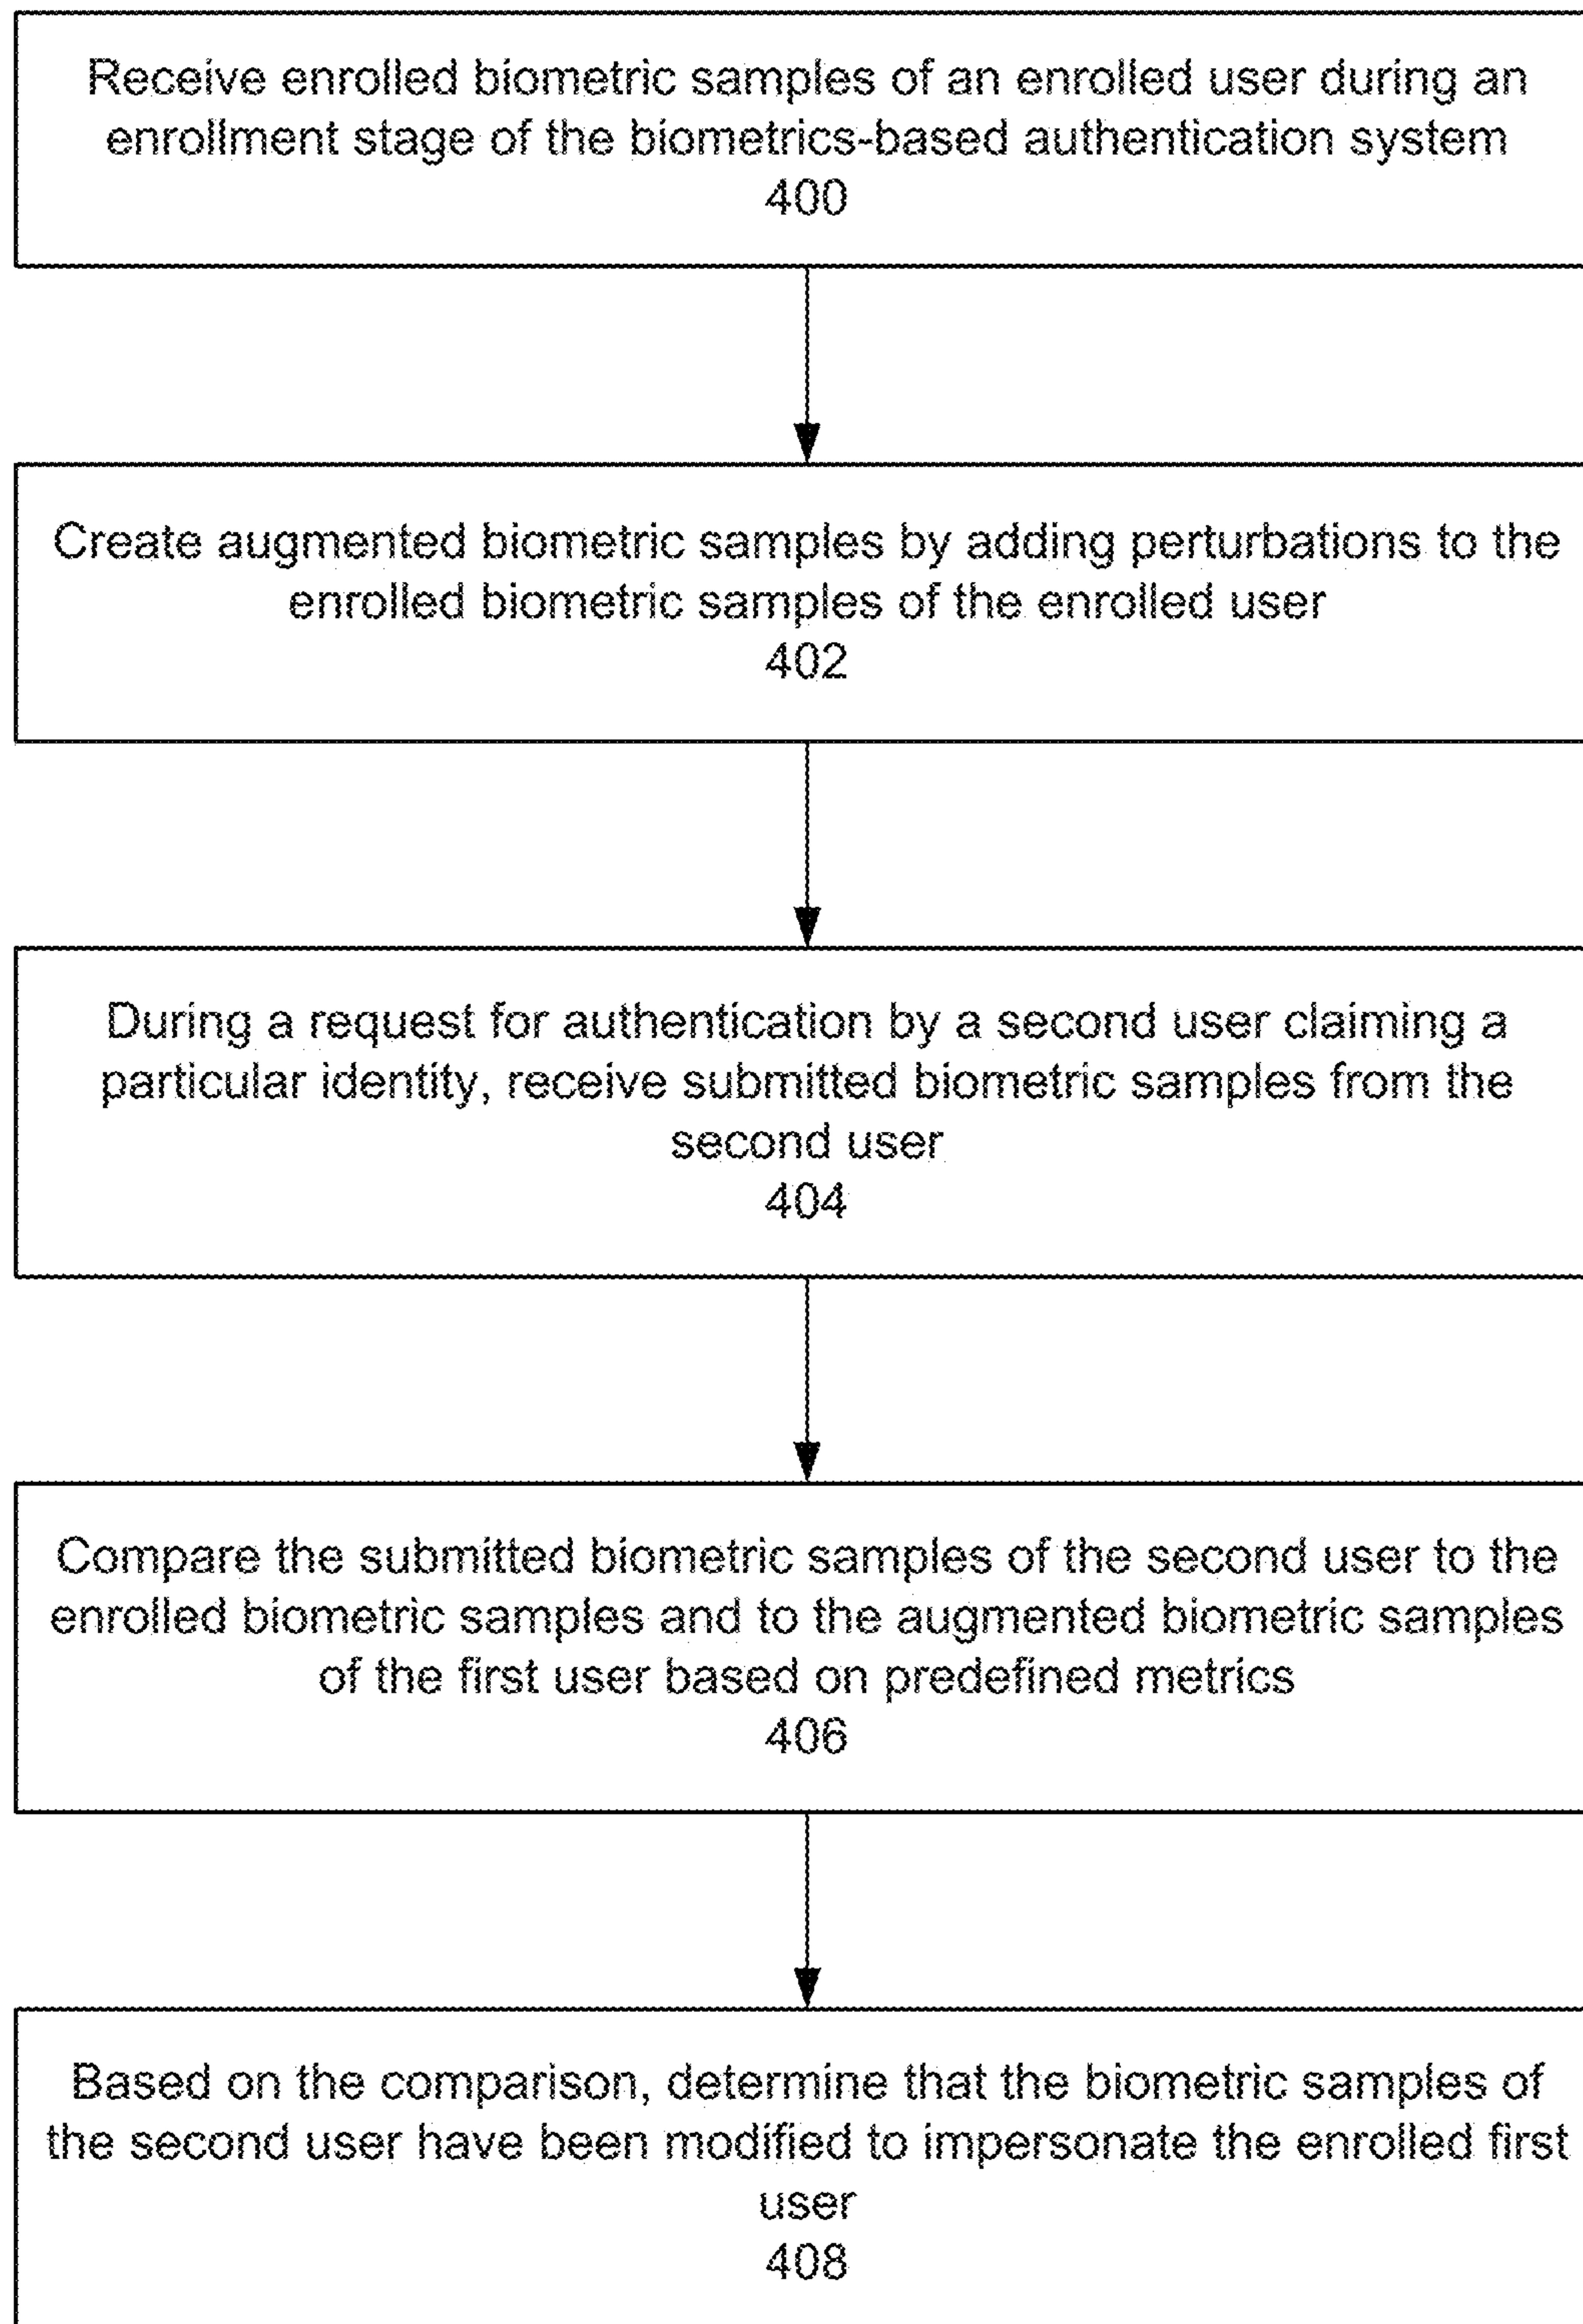 Receive enrolled biometric samples of an enrolled user during an
enrollment stage of the biometrics-based authentication system
400
Create augmented biometric samples by adding perturbations to the
enrolled biometric samples of the enrolled user
402
During a request for authentication by a second user claiming a
particular identity, receive submitted biometric samples from the
second user
404
Compare the submitted biometric samples of the second user to the
enrolled biometric samples and to the augmented biometric samples
of the first user based on predefined metrics
406
Based on the comparison, determine that the biometric samples of
the second user have been modified to impersonate the enrolled first
user
408